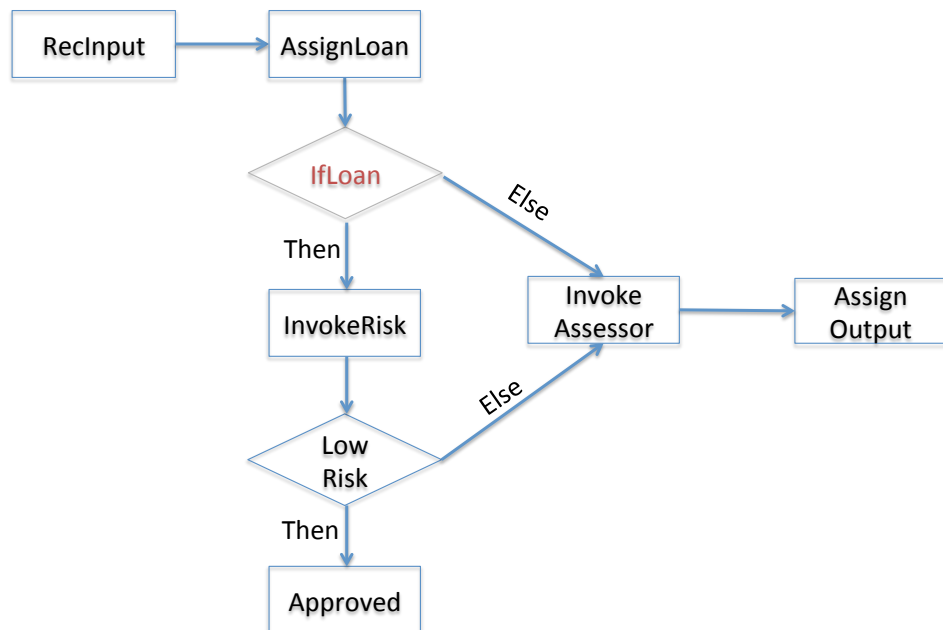 RecInput
AssignLoan
IfLoan
Else
Then
Invoke
Assessor
Assign
Output
InvokeRisk
Else
Low
Risk
Then
Approved